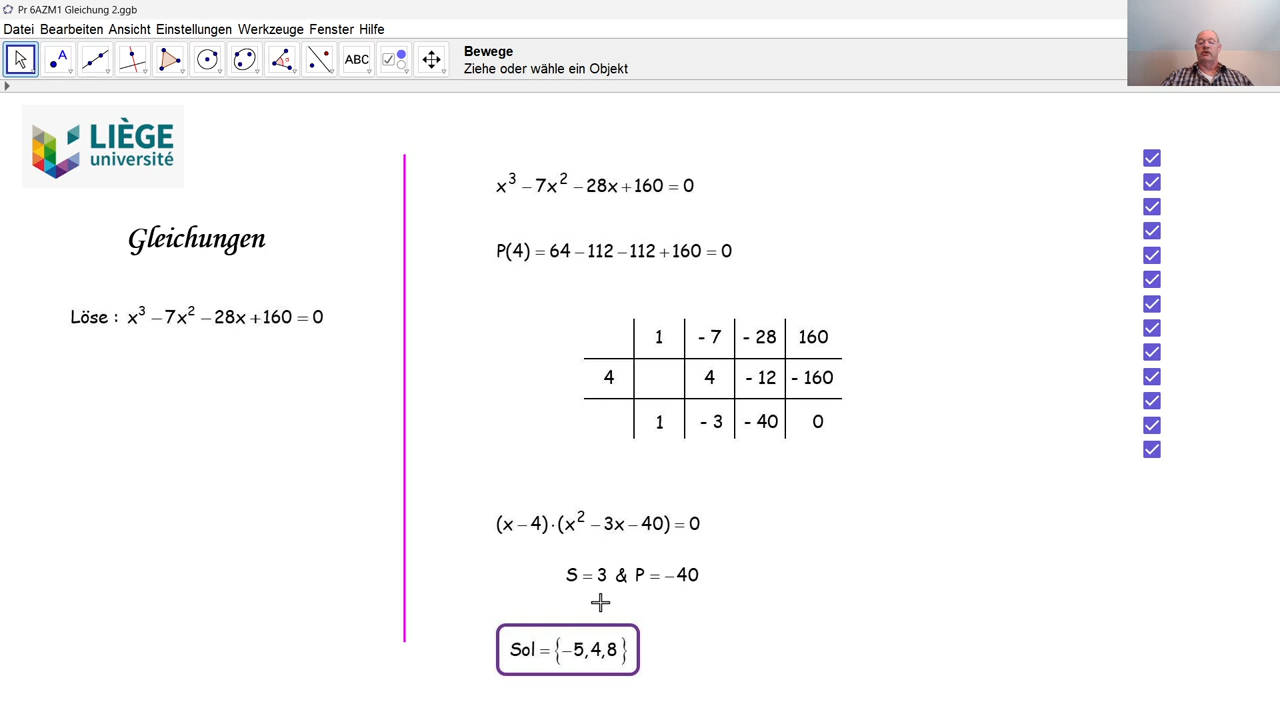 Pr 6AZM1 Gleichung 2.ggb
Datei Bearbeiten Ansicht Einstellungen Werkzeuge Fenster Hilfe
A
ABC
Bewege
Ziehe oder wähle ein Objekt
LIÈGE
université
Gleichungen
Löse : x³ − 7x² − 28x + 160 = 0
x³ − 7x² − 28x + 160 = 0
P(4) = 64 − 112 − 112 + 160 = 0
1 - 7 - 28 160
4 4 - 12 - 160
1 - 3 - 40 0
(x − 4) · (x² − 3x − 40) = 0
S = 3 & P = −40
Sol = {−5, 4, 8}